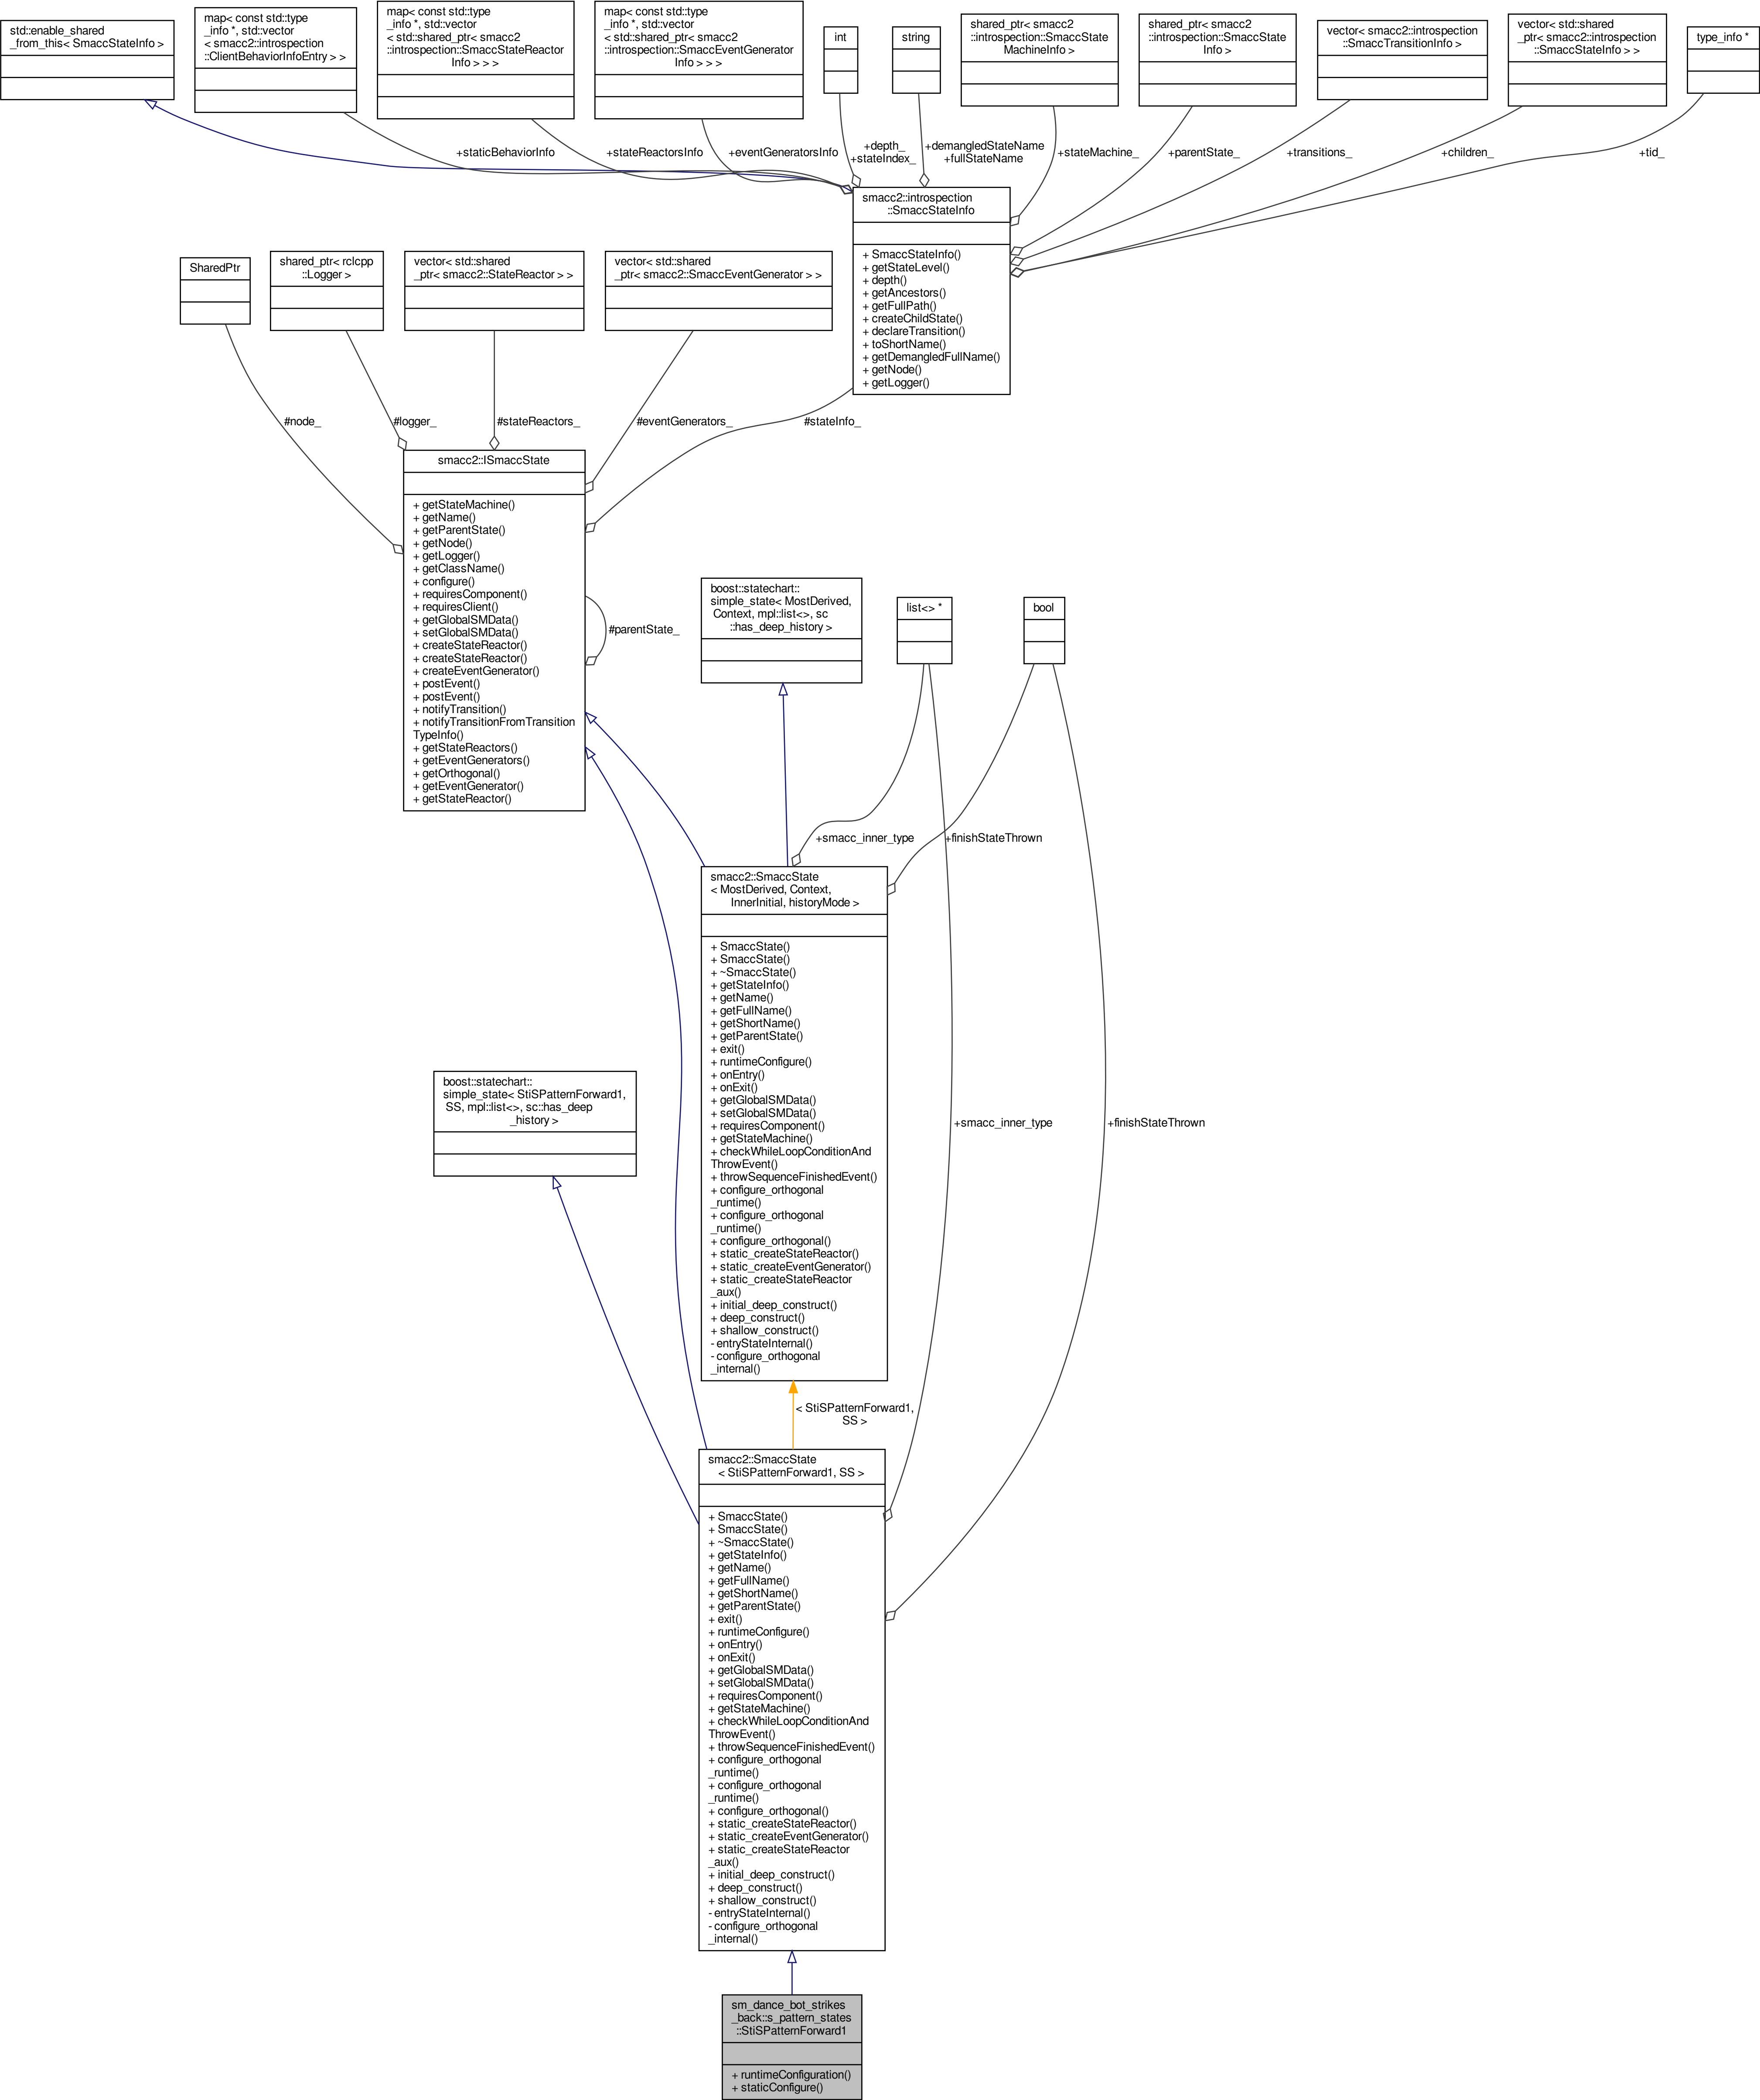 std::enable_shared
_from_this< SmaccStateInfo >
map< const std::type
_info *, std::vector
< smacc2::introspection
::ClientBehaviorInfoEntry > >
map< const std::type
_info *, std::vector
< std::shared_ptr< smacc2
::introspection::SmaccStateReactor
Info > > >
map< const std::type
_info *, std::vector
< std::shared_ptr< smacc2
::introspection::SmaccEventGenerator
Info > > >
int
string
shared_ptr< smacc2
::introspection::SmaccState
MachineInfo >
shared_ptr< smacc2
::introspection::SmaccState
Info >
vector< smacc2::introspection
::SmaccTransitionInfo >
vector< std::shared
_ptr< smacc2::introspection
::SmaccStateInfo > >
type_info *
+staticBehaviorInfo
+stateReactorsInfo
+eventGeneratorsInfo
+depth_
+stateIndex_
+demangledStateName
+fullStateName
+stateMachine_
+parentState_
+transitions_
+children_
+tid_
smacc2::introspection
::SmaccStateInfo
+ SmaccStateInfo()
+ getStateLevel()
+ depth()
+ getAncestors()
+ getFullPath()
+ createChildState()
+ declareTransition()
+ toShortName()
+ getDemangledFullName()
+ getNode()
+ getLogger()
SharedPtr
shared_ptr< rclcpp
::Logger >
vector< std::shared
_ptr< smacc2::StateReactor > >
vector< std::shared
_ptr< smacc2::SmaccEventGenerator > >
#node_
#logger_
#stateReactors_
#eventGenerators_
#stateInfo_
smacc2::ISmaccState
+ getStateMachine()
+ getName()
+ getParentState()
+ getNode()
+ getLogger()
+ getClassName()
+ configure()
+ requiresComponent()
+ requiresClient()
+ getGlobalSMData()
+ setGlobalSMData()
+ createStateReactor()
+ createStateReactor()
+ createEventGenerator()
+ postEvent()
+ postEvent()
+ notifyTransition()
+ notifyTransitionFromTransition
TypeInfo()
+ getStateReactors()
+ getEventGenerators()
+ getOrthogonal()
+ getEventGenerator()
+ getStateReactor()
#parentState_
boost::statechart::
simple_state< MostDerived,
Context, mpl::list<>, sc
::has_deep_history >
list<> *
bool
+smacc_inner_type
+finishStateThrown
smacc2::SmaccState
< MostDerived, Context,
InnerInitial, historyMode >
+ SmaccState()
+ SmaccState()
+ ~SmaccState()
+ getStateInfo()
+ getName()
+ getFullName()
+ getShortName()
+ getParentState()
+ exit()
+ runtimeConfigure()
+ onEntry()
+ onExit()
+ getGlobalSMData()
+ setGlobalSMData()
+ requiresComponent()
+ getStateMachine()
+ checkWhileLoopConditionAnd
ThrowEvent()
+ throwSequenceFinishedEvent()
+ configure_orthogonal
_runtime()
+ configure_orthogonal
_runtime()
+ configure_orthogonal()
+ static_createStateReactor()
+ static_createEventGenerator()
+ static_createStateReactor
_aux()
+ initial_deep_construct()
+ deep_construct()
+ shallow_construct()
- entryStateInternal()
- configure_orthogonal
_internal()
boost::statechart::
simple_state< StiSPatternForward1,
SS, mpl::list<>, sc::has_deep
_history >
+smacc_inner_type
+finishStateThrown
< StiSPatternForward1,
SS >
smacc2::SmaccState
< StiSPatternForward1, SS >
+ SmaccState()
+ SmaccState()
+ ~SmaccState()
+ getStateInfo()
+ getName()
+ getFullName()
+ getShortName()
+ getParentState()
+ exit()
+ runtimeConfigure()
+ onEntry()
+ onExit()
+ getGlobalSMData()
+ setGlobalSMData()
+ requiresComponent()
+ getStateMachine()
+ checkWhileLoopConditionAnd
ThrowEvent()
+ throwSequenceFinishedEvent()
+ configure_orthogonal
_runtime()
+ configure_orthogonal
_runtime()
+ configure_orthogonal()
+ static_createStateReactor()
+ static_createEventGenerator()
+ static_createStateReactor
_aux()
+ initial_deep_construct()
+ deep_construct()
+ shallow_construct()
- entryStateInternal()
- configure_orthogonal
_internal()
sm_dance_bot_strikes
_back::s_pattern_states
::StiSPatternForward1
+ runtimeConfiguration()
+ staticConfigure()